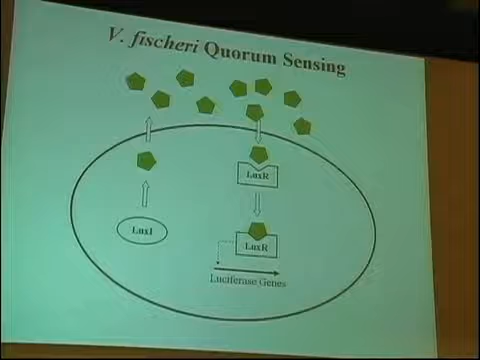 V. fischeri Quorum Sensing
LuxR
LuxI
LuxR
Luciferase Genes